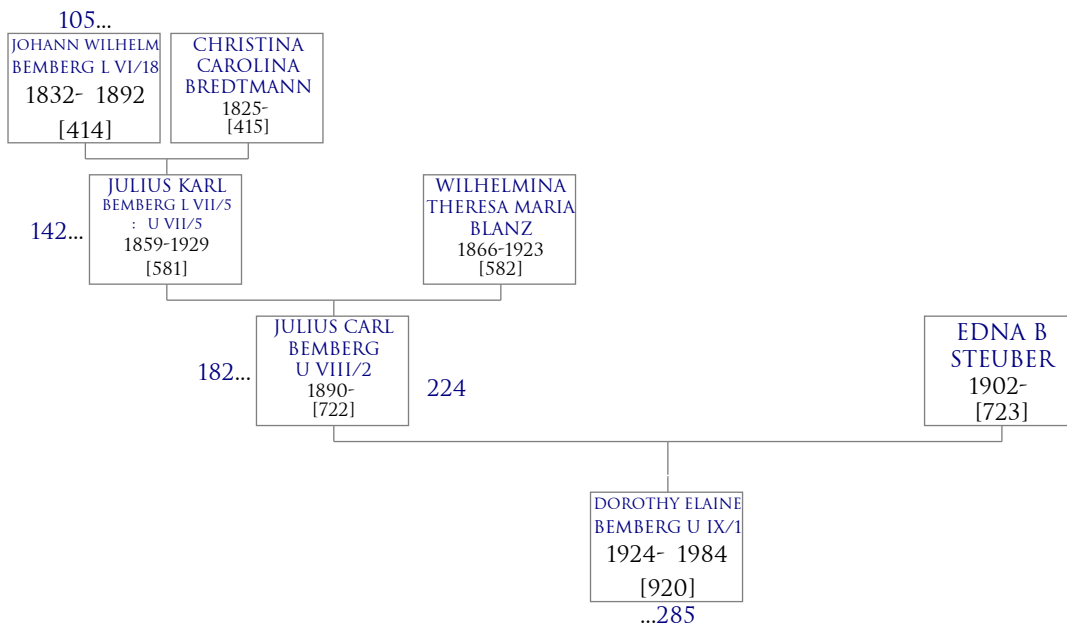 105...
JOHANN WILHELM
BEMBERG L VI/18
1832- 1892
[414]
CHRISTINA
CAROLINA
BREDTMANN
1825-
[415]
142...
JULIUS KARL
BEMBERG L VII/5
: U VII/5
1859-1929
[581]
WILHELMINA
THERESA MARIA
BLANZ
1866-1923
[582]
182...
JULIUS CARL
BEMBERG
U VIII/2
1890-
[722]
224
EDNA B
STEUBER
1902-
[723]
DOROTHY ELAINE
BEMBERG U IX/1
1924- 1984
[920]
...285